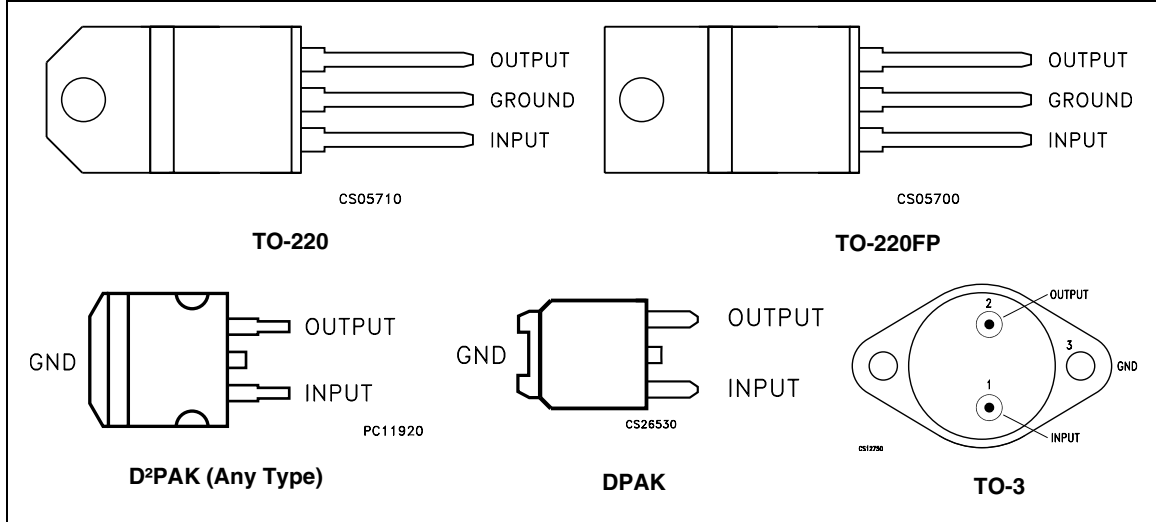 OUTPUT
GROUND
INPUT
CS05710
TO-220
OUTPUT
GROUND
INPUT
CS05700
TO-220FP
GND
OUTPUT
INPUT
PC11920
D²PAK (Any Type)
GND
OUTPUT
INPUT
CS26530
DPAK
2
OUTPUT
3
GND
1
INPUT
CS12750
TO-3